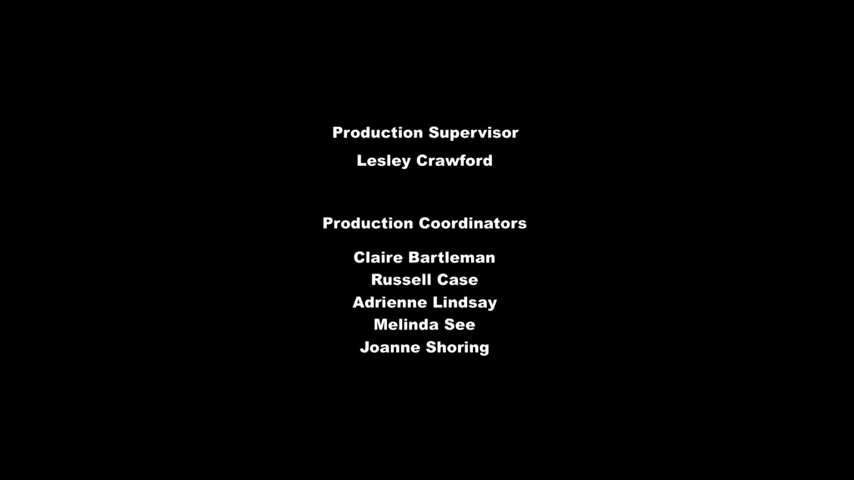 Production Supervisor
Lesley Crawford
Production Coordinators
Claire Bartleman
Russell Case
Adrienne Lindsay
Melinda See
Joanne Shoring